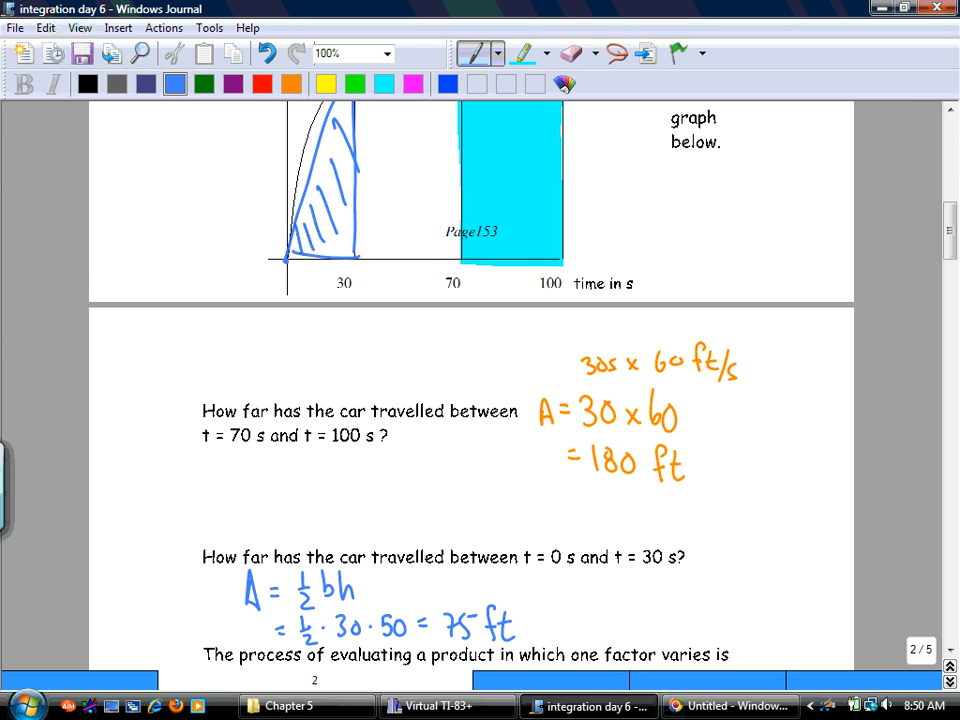 integration day 6 - Windows Journal
File Edit View Insert Actions Tools Help
100%
B I
graph
below.
Page153
30 70 100 time in s
30s x 60 ft/s
How far has the car travelled between
t = 70 s and t = 100 s ?
A = 30 x 60
= 180 ft
How far has the car travelled between t = 0 s and t = 30 s?
A = 1/2 bh
= 1/2 · 30 · 50 = 75 ft
The process of evaluating a product in which one factor varies is
2 / 5
2
Chapter 5
Virtual TI-83+
integration day 6 -...
Untitled - Window...
8:50 AM